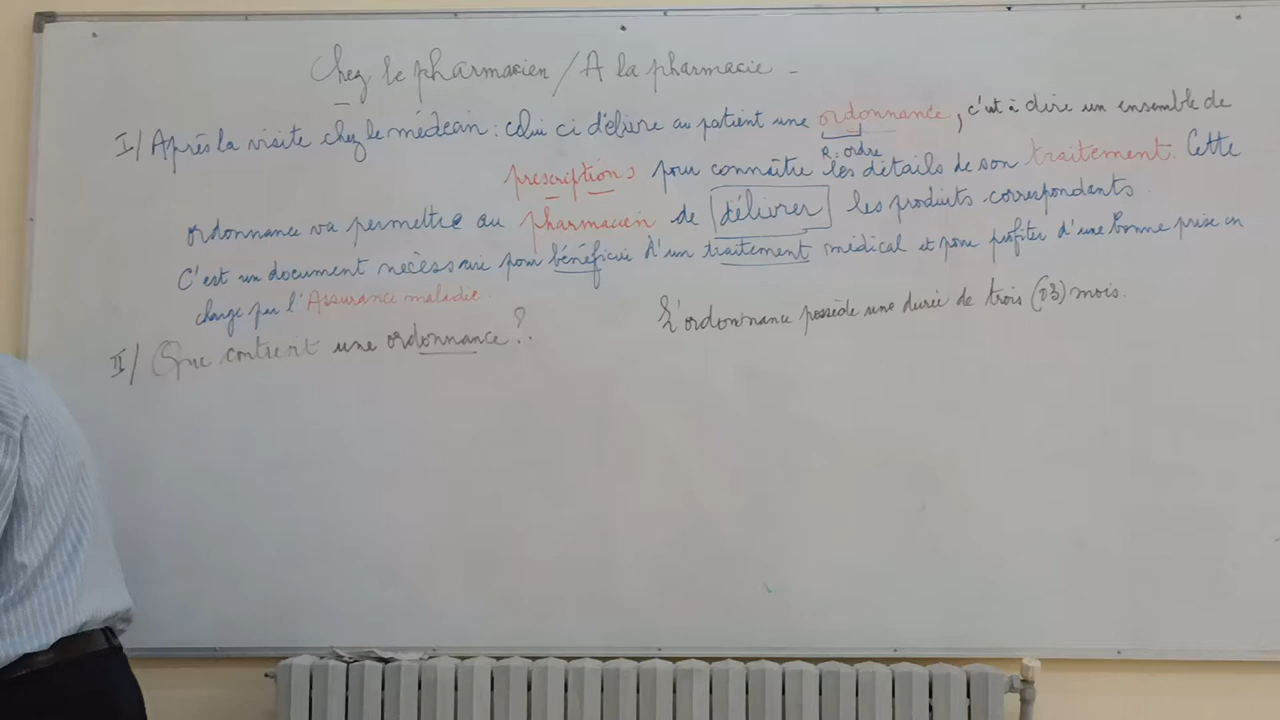 Chez le pharmacien / A la pharmacie -
I/ Après la visite chez le médecin : celui ci délivre au patient une ordonnance, c'est à dire un ensemble de
R : ordre
prescriptions pour connaître les détails de son traitement. Cette
ordonnance va permettre au pharmacien de délivrer les produits correspondants.
C'est un document nécessaire pour bénéficier d'un traitement médical et pour profiter d'une bonne prise en
charge par l'Assurance maladie.
L'ordonnance possède une durée de trois (03) mois.
II/ Que contient une ordonnance ?